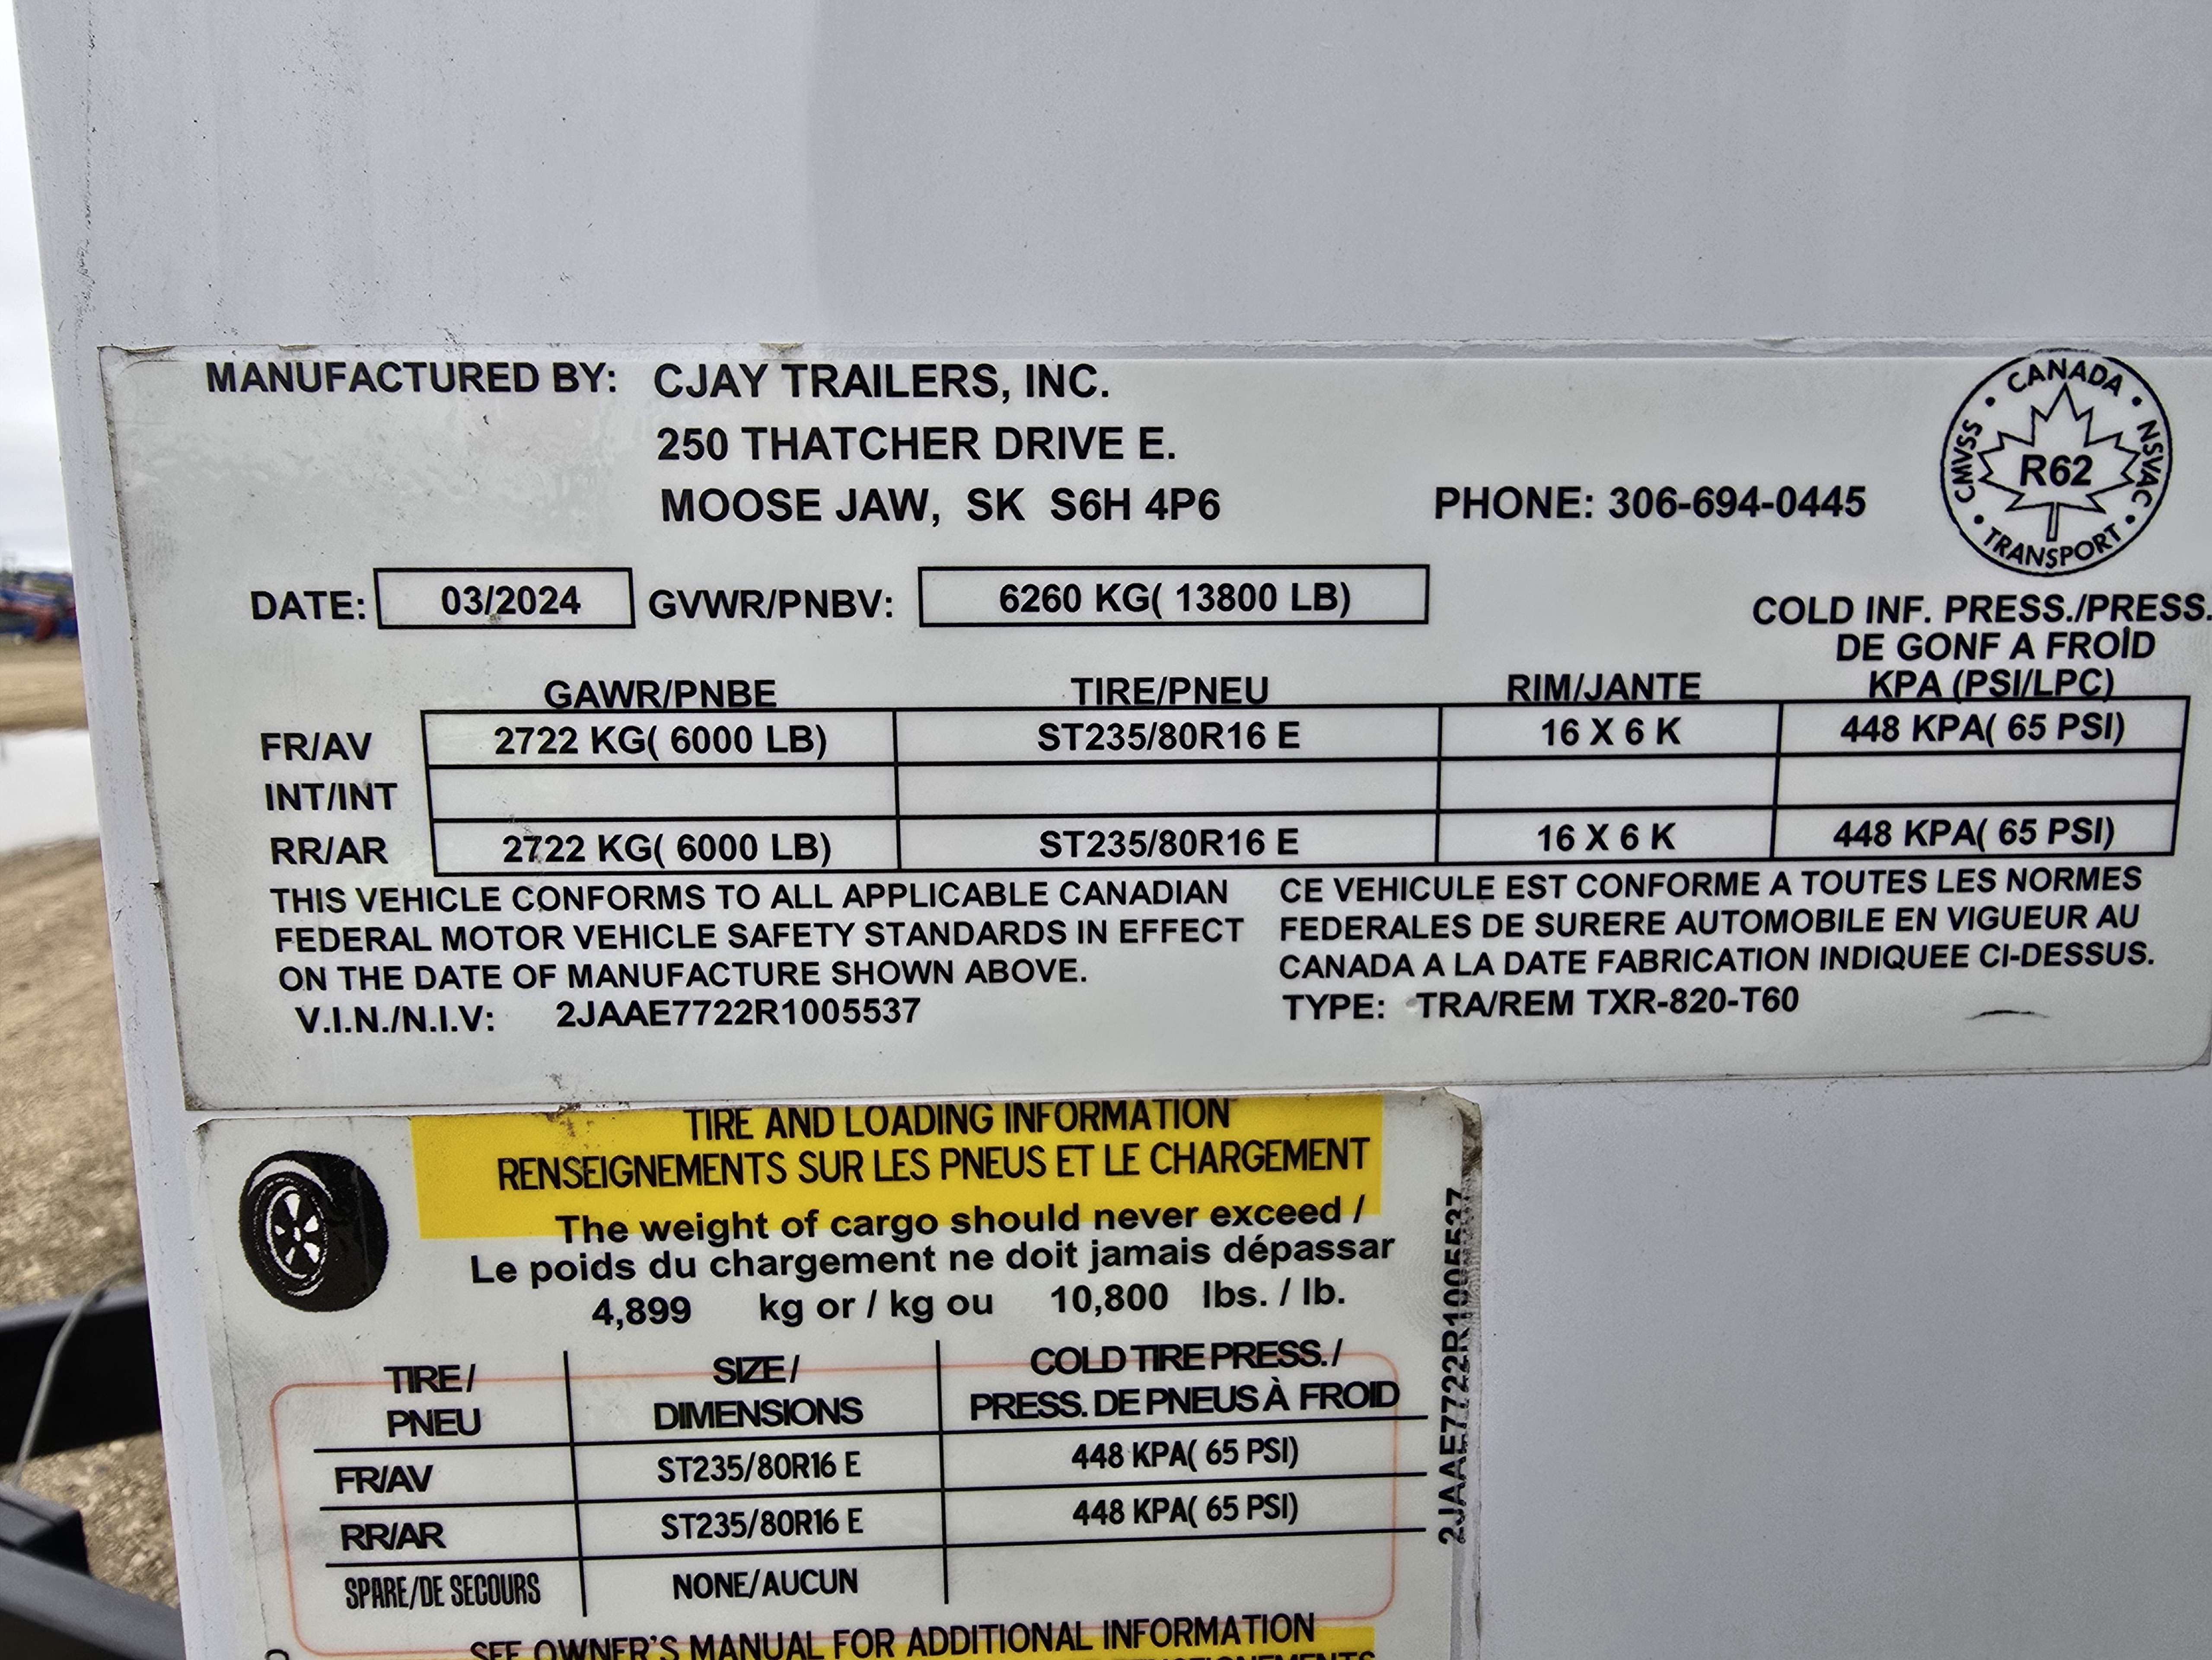 MANUFACTURED BY: CJAY TRAILERS, INC.
250 THATCHER DRIVE E.
MOOSE JAW, SK S6H 4P6 PHONE: 306-694-0445
CANADA • NSVAC • TRANSPORT • CMVSS •
R62
DATE: 03/2024 GVWR/PNBV: 6260 KG( 13800 LB)
COLD INF. PRESS./PRESS.
DE GONF A FROÎD
KPA (PSI/LPC)
GAWR/PNBE TIRE/PNEU RIM/JANTE
FR/AV 2722 KG( 6000 LB) ST235/80R16 E 16 X 6 K 448 KPA( 65 PSI)
INT/INT
RR/AR 2722 KG( 6000 LB) ST235/80R16 E 16 X 6 K 448 KPA( 65 PSI)
THIS VEHICLE CONFORMS TO ALL APPLICABLE CANADIAN
FEDERAL MOTOR VEHICLE SAFETY STANDARDS IN EFFECT
ON THE DATE OF MANUFACTURE SHOWN ABOVE.
CE VEHICULE EST CONFORME A TOUTES LES NORMES
FEDERALES DE SURERE AUTOMOBILE EN VIGUEUR AU
CANADA A LA DATE FABRICATION INDIQUEE CI-DESSUS.
V.I.N./N.I.V: 2JAAE7722R1005537 TYPE: TRA/REM TXR-820-T60
TIRE AND LOADING INFORMATION
RENSEIGNEMENTS SUR LES PNEUS ET LE CHARGEMENT
The weight of cargo should never exceed /
Le poids du chargement ne doit jamais dépassar
4,899 kg or / kg ou 10,800 lbs. / lb.
TIRE / PNEU SIZE / DIMENSIONS COLD TIRE PRESS. / PRESS. DE PNEUS À FROID
FR/AV ST235/80R16 E 448 KPA( 65 PSI)
RR/AR ST235/80R16 E 448 KPA( 65 PSI)
SPARE/DE SECOURS NONE/AUCUN
2JAAE7722R1005537
SEE OWNER'S MANUAL FOR ADDITIONAL INFORMATION